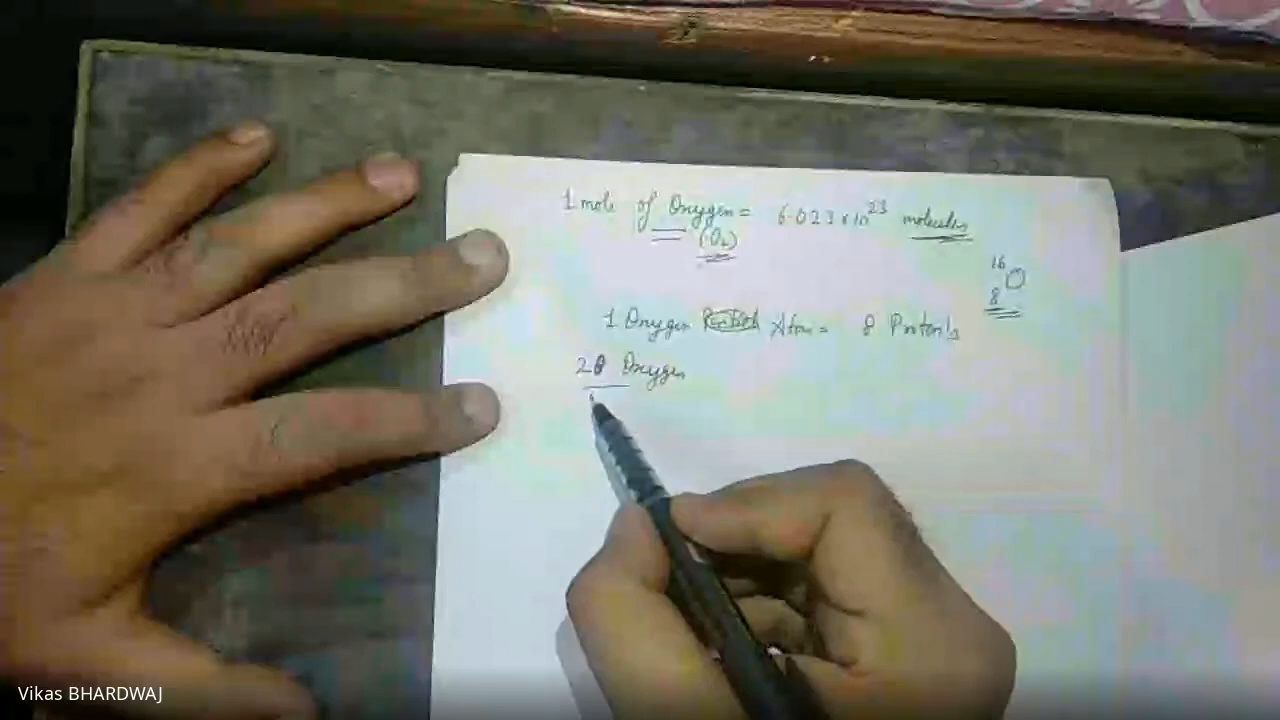 1 mole of Oxygen = 6.023 x 10^23 molecules
(O2)
16
8 O
1 Oxygen Atom = 8 Protons
2 Oxygen
Vikas BHARDWAJ